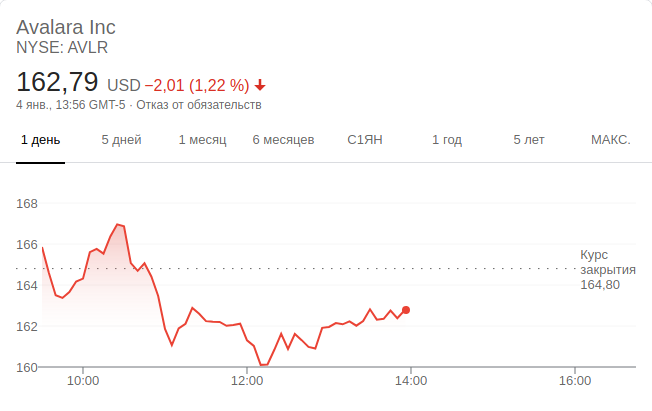 Avalara Inc
NYSE: AVLR
162,79 USD −2,01 (1,22 %)
4 янв., 13:56 GMT-5 · Отказ от обязательств
1 день 5 дней 1 месяц 6 месяцев С1ЯН 1 год 5 лет МАКС.
168
166
Курс
закрытия
164,80
164
162
160
10:00 12:00 14:00 16:00